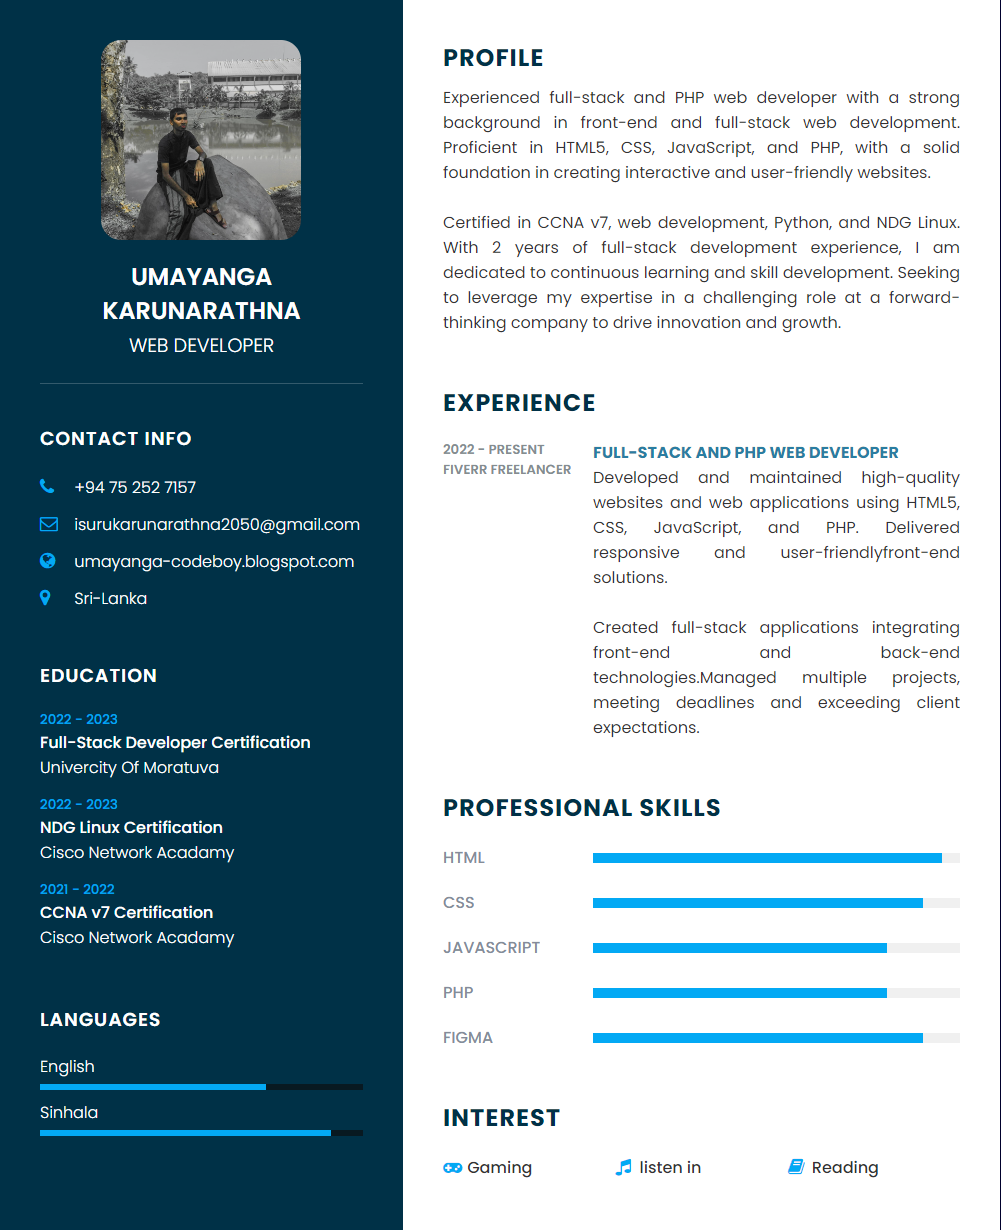 UMAYANGA
KARUNARATHNA
WEB DEVELOPER
CONTACT INFO
+94 75 252 7157
isurukarunarathna2050@gmail.com
umayanga-codeboy.blogspot.com
Sri-Lanka
EDUCATION
2022 - 2023
Full-Stack Developer Certification
Univercity Of Moratuva
2022 - 2023
NDG Linux Certification
Cisco Network Acadamy
2021 - 2022
CCNA v7 Certification
Cisco Network Acadamy
LANGUAGES
English
Sinhala
PROFILE
Experienced full-stack and PHP web developer with a strong
background in front-end and full-stack web development.
Proficient in HTML5, CSS, JavaScript, and PHP, with a solid
foundation in creating interactive and user-friendly websites.
Certified in CCNA v7, web development, Python, and NDG Linux.
With 2 years of full-stack development experience, I am
dedicated to continuous learning and skill development. Seeking
to leverage my expertise in a challenging role at a forward-
thinking company to drive innovation and growth.
EXPERIENCE
2022 - PRESENT
FIVERR FREELANCER
FULL-STACK AND PHP WEB DEVELOPER
Developed and maintained high-quality
websites and web applications using HTML5,
CSS, JavaScript, and PHP. Delivered
responsive and user-friendlyfront-end
solutions.
Created full-stack applications integrating
front-end and back-end
technologies.Managed multiple projects,
meeting deadlines and exceeding client
expectations.
PROFESSIONAL SKILLS
HTML
CSS
JAVASCRIPT
PHP
FIGMA
INTEREST
Gaming
listen in
Reading